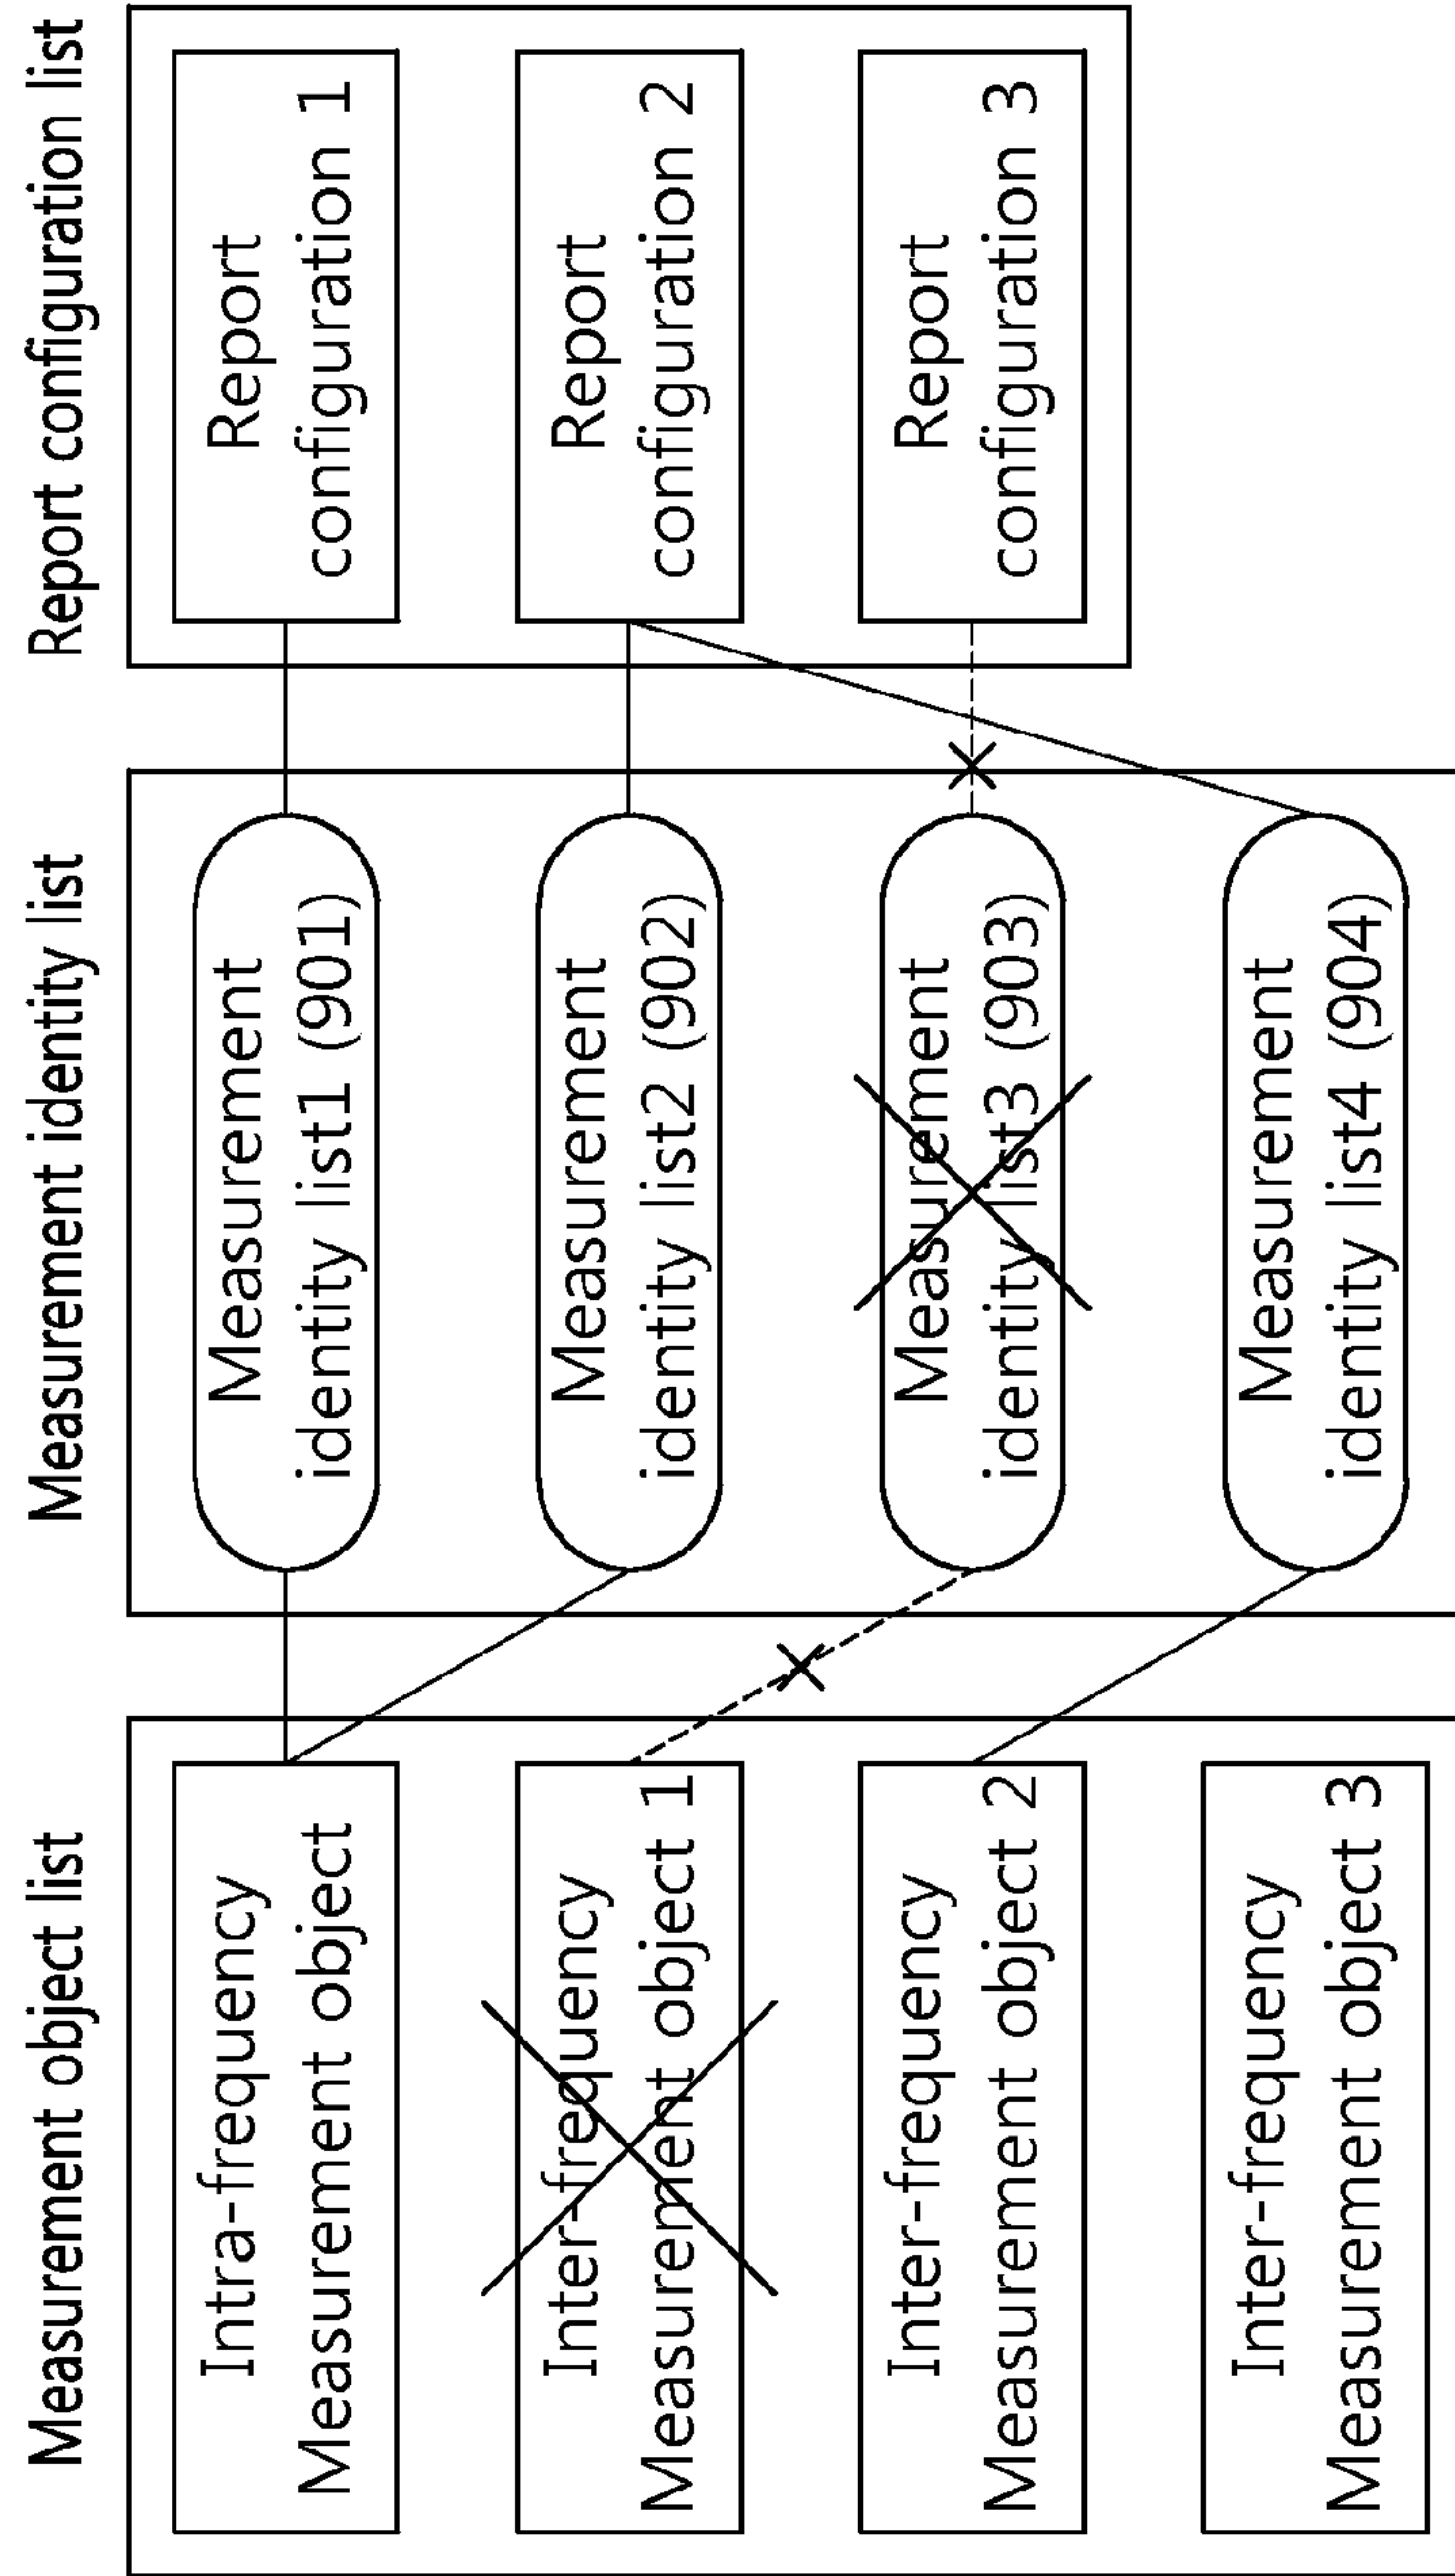 Measurement object list
Intra-frequency
Measurement object
Inter-frequency
Measurement object 1
Inter-frequency
Measurement object 2
Inter-frequency
Measurement object 3
Measurement identity list
Measurement
identity list1 (901)
Measurement
identity list2 (902)
Measurement
identity list3 (903)
Measurement
identity list4 (904)
Report configuration list
Report
configuration 1
Report
configuration 2
Report
configuration 3